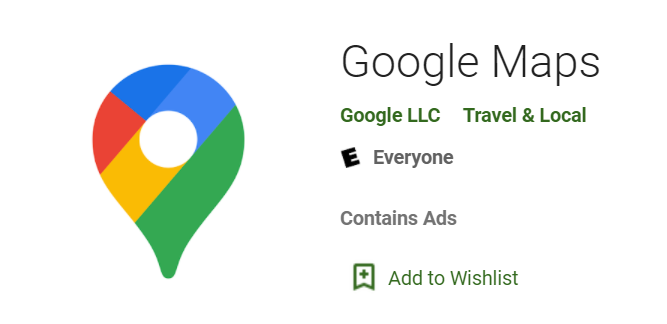 Google Maps
Google LLC Travel & Local
E Everyone
Contains Ads
Add to Wishlist